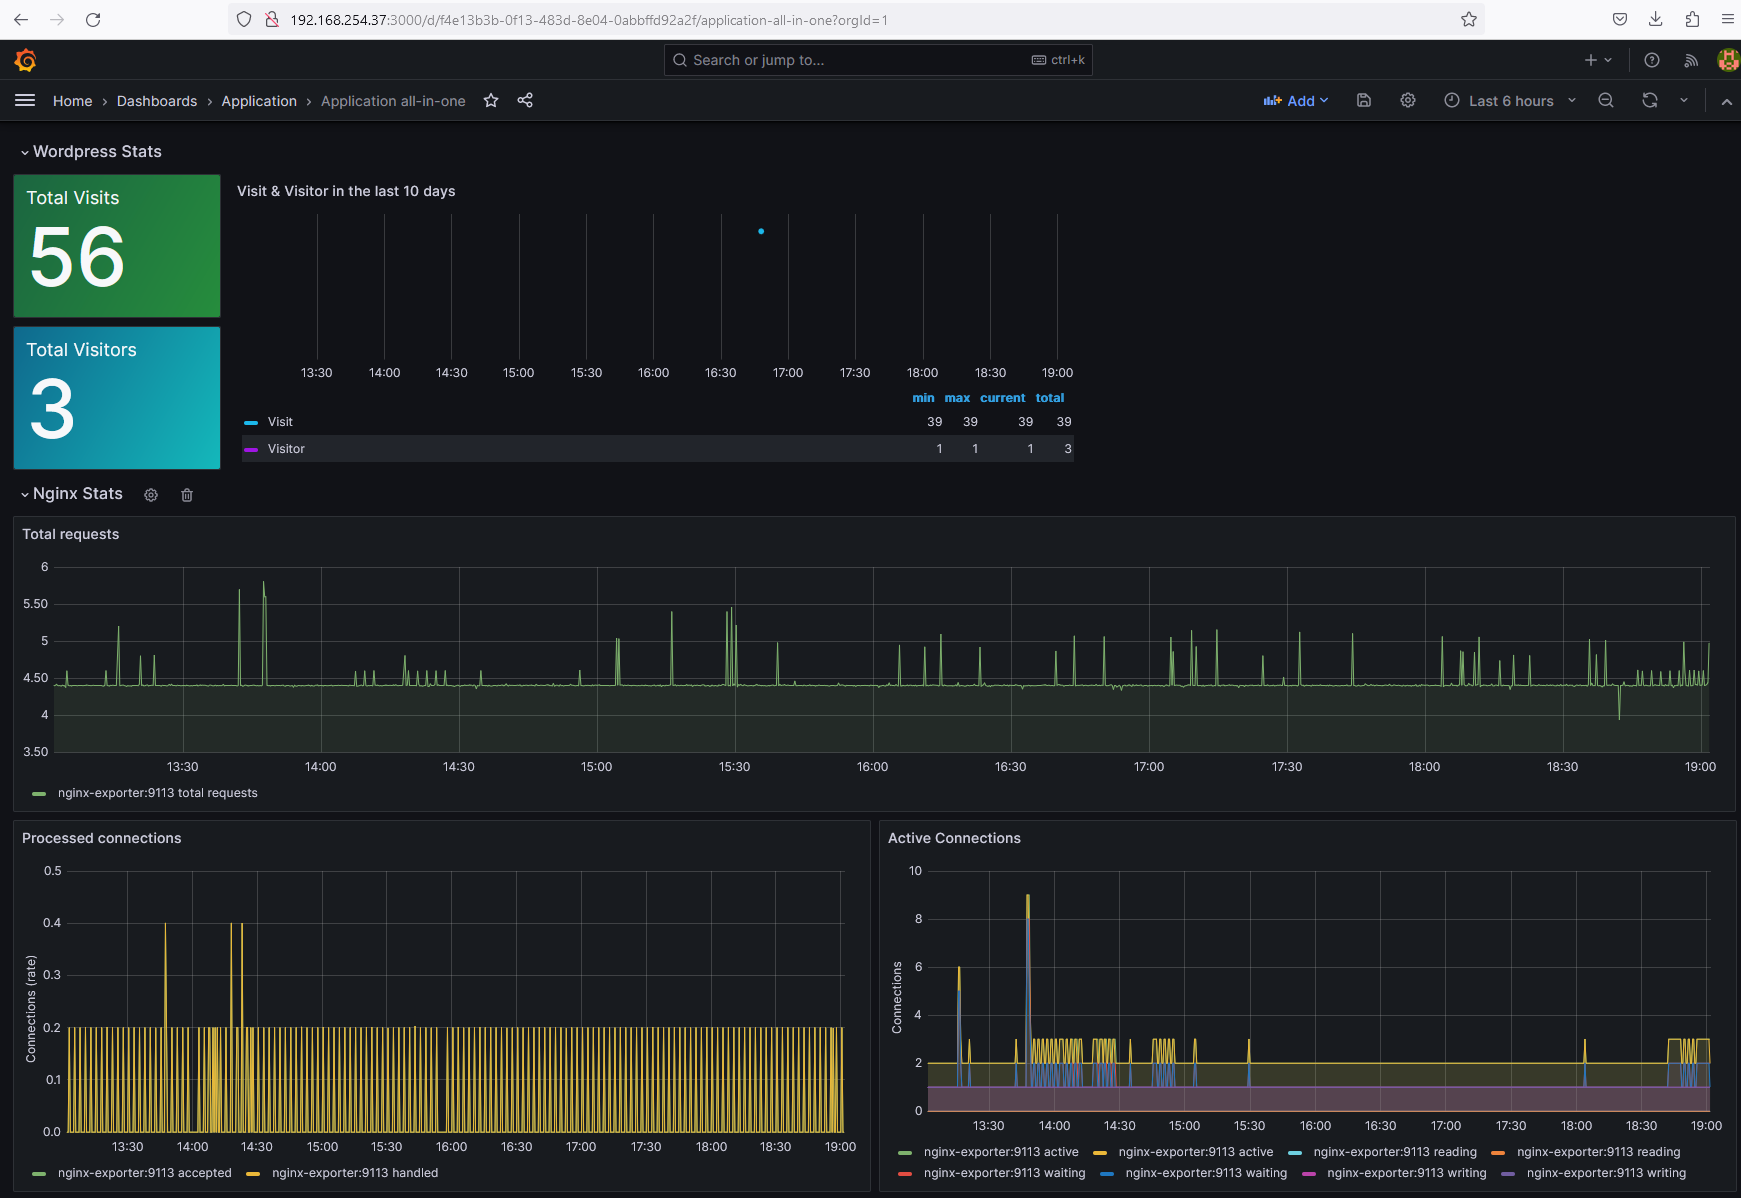 192.168.254.37:3000/d/f4e13b3b-0f13-483d-8e04-0abbffd92a2f/application-all-in-one?orgId=1
Search or jump to... ctrl+k
Home › Dashboards › Application › Application all-in-one Add Last 6 hours
Wordpress Stats
Total Visits
56
Total Visitors
3
Visit & Visitor in the last 10 days
13:30 14:00 14:30 15:00 15:30 16:00 16:30 17:00 17:30 18:00 18:30 19:00
min max current total
Visit 39 39 39 39
Visitor 1 1 1 3
Nginx Stats
Total requests
6
5.50
5
4.50
4
3.50
13:30 14:00 14:30 15:00 15:30 16:00 16:30 17:00 17:30 18:00 18:30 19:00
nginx-exporter:9113 total requests
Processed connections
Connections (rate)
0.5
0.4
0.3
0.2
0.1
0.0
13:30 14:00 14:30 15:00 15:30 16:00 16:30 17:00 17:30 18:00 18:30 19:00
nginx-exporter:9113 accepted nginx-exporter:9113 handled
Active Connections
Connections
10
8
6
4
2
0
13:30 14:00 14:30 15:00 15:30 16:00 16:30 17:00 17:30 18:00 18:30 19:00
nginx-exporter:9113 active nginx-exporter:9113 active nginx-exporter:9113 reading nginx-exporter:9113 reading
nginx-exporter:9113 waiting nginx-exporter:9113 waiting nginx-exporter:9113 writing nginx-exporter:9113 writing